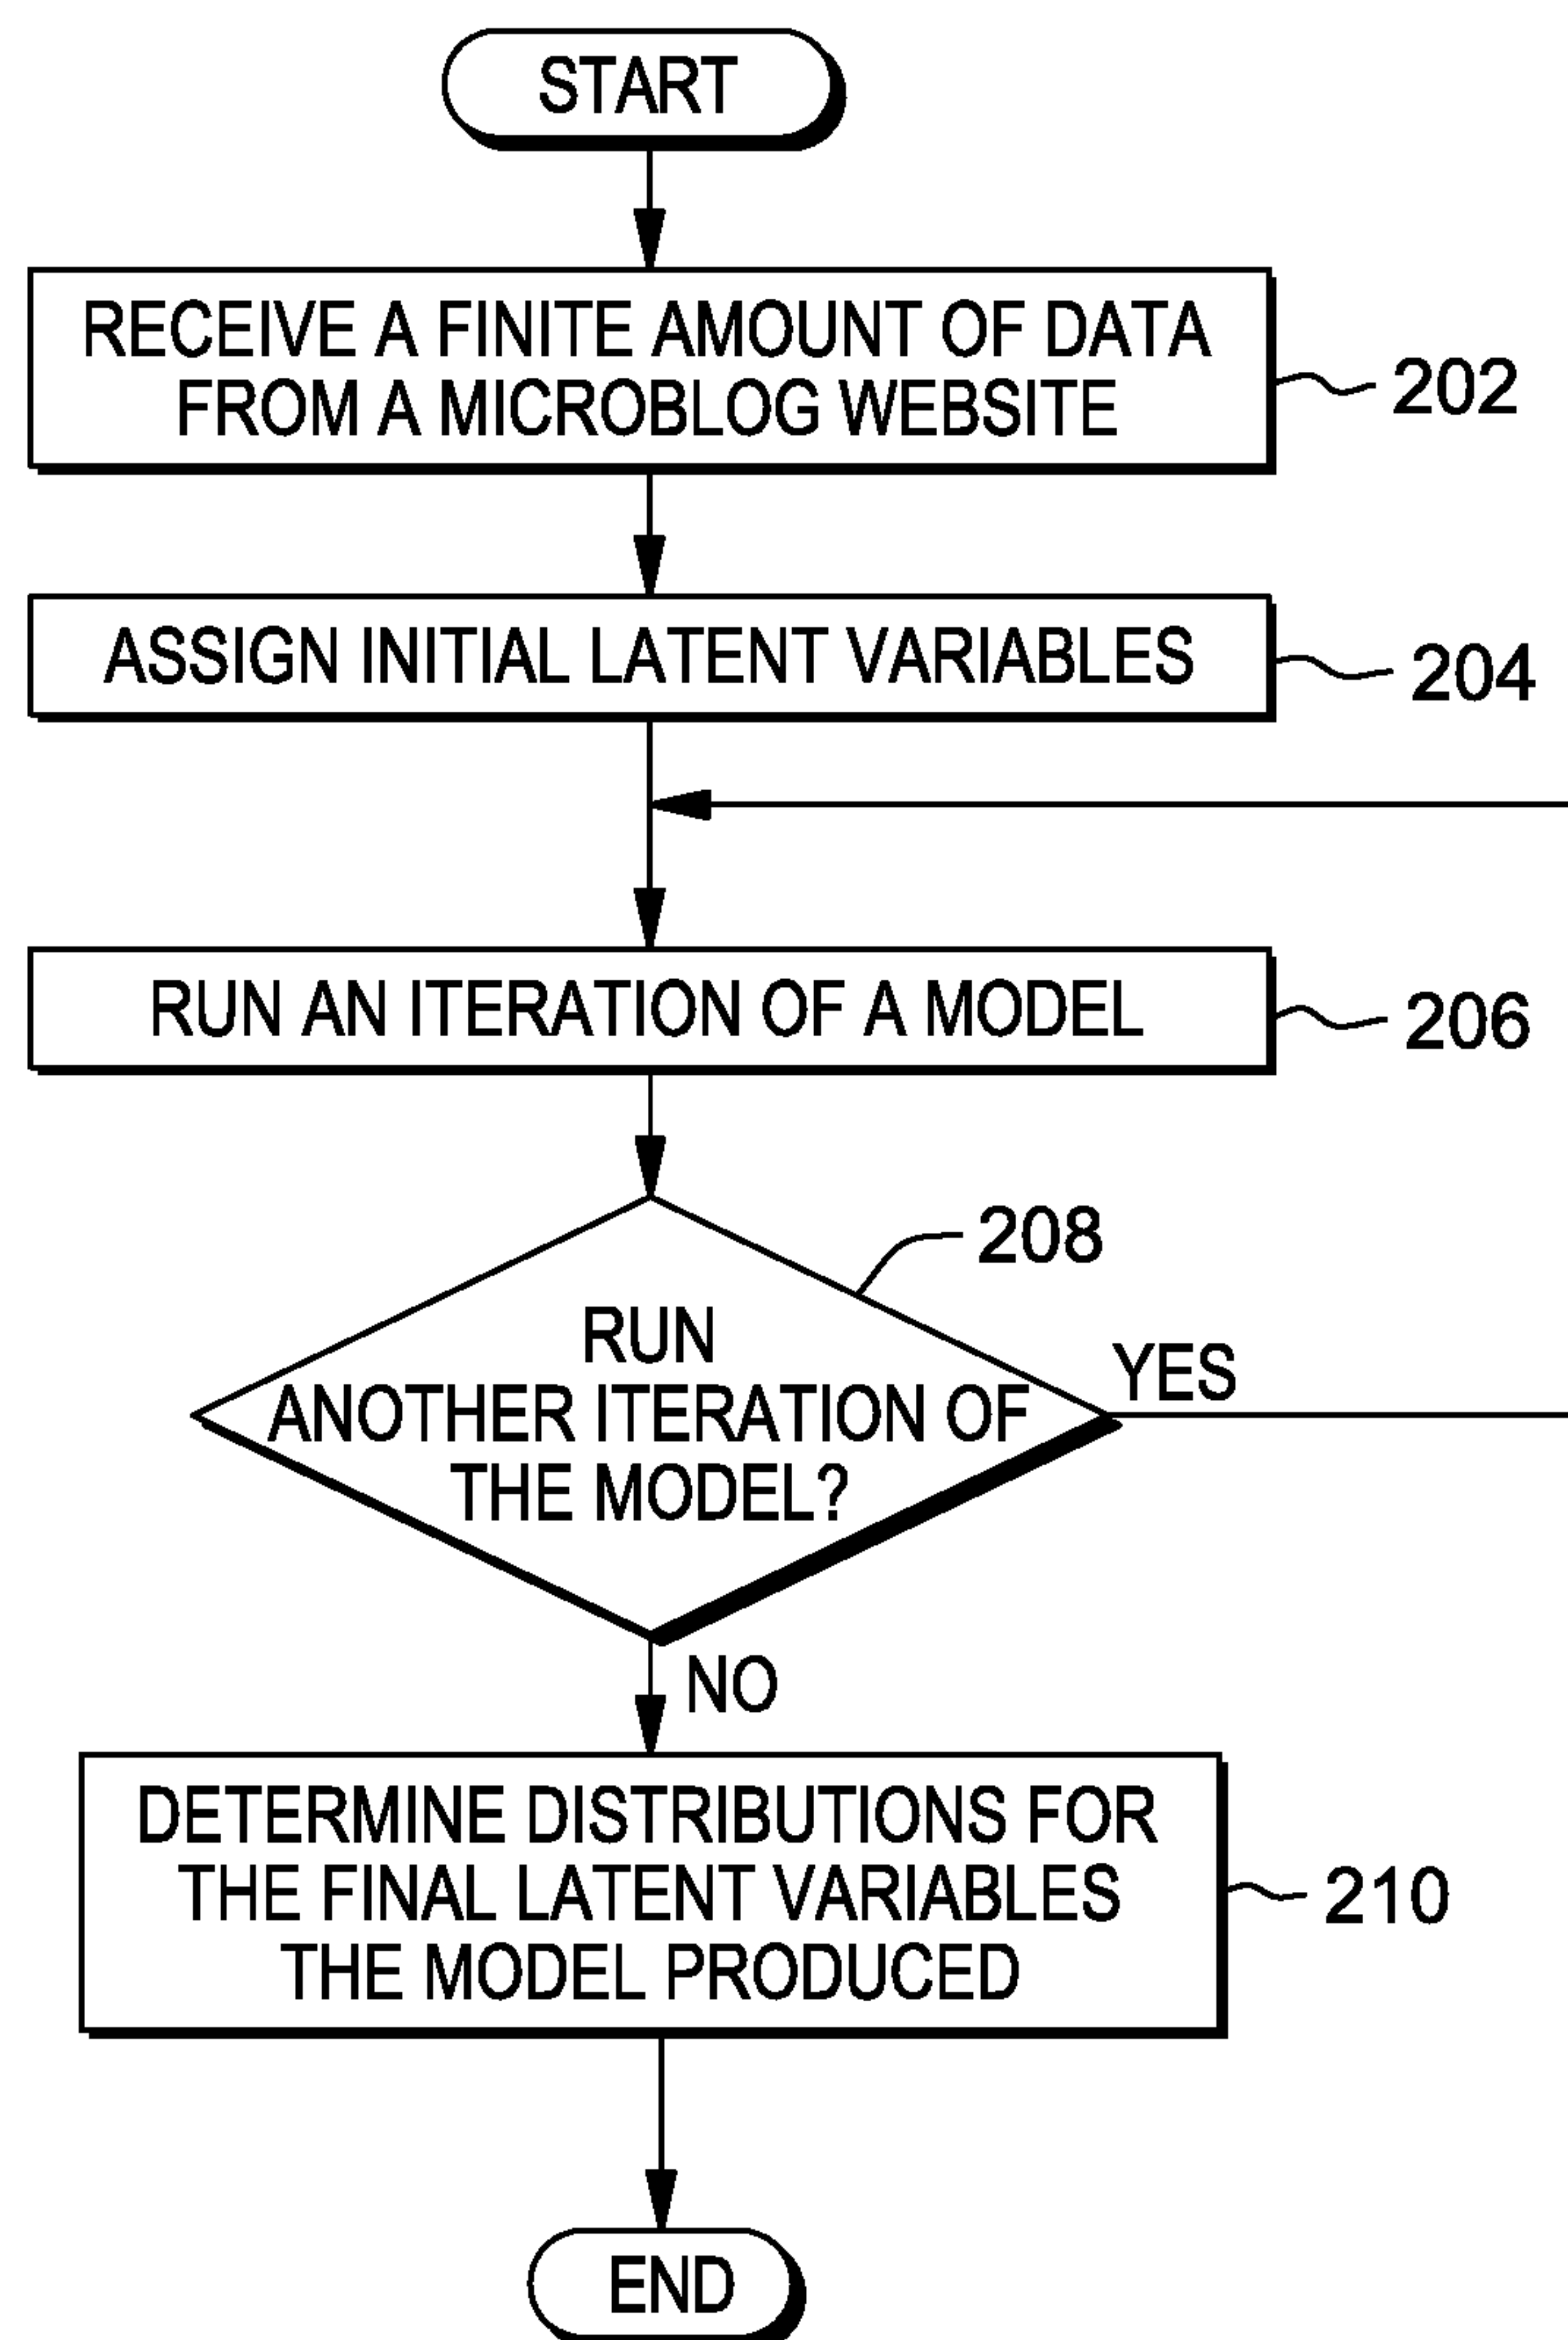 START
RECEIVE A FINITE AMOUNT OF DATA
FROM A MICROBLOG WEBSITE
202
ASSIGN INITIAL LATENT VARIABLES
204
RUN AN ITERATION OF A MODEL
206
208
RUN
ANOTHER ITERATION OF
THE MODEL?
YES
NO
DETERMINE DISTRIBUTIONS FOR
THE FINAL LATENT VARIABLES
THE MODEL PRODUCED
210
END